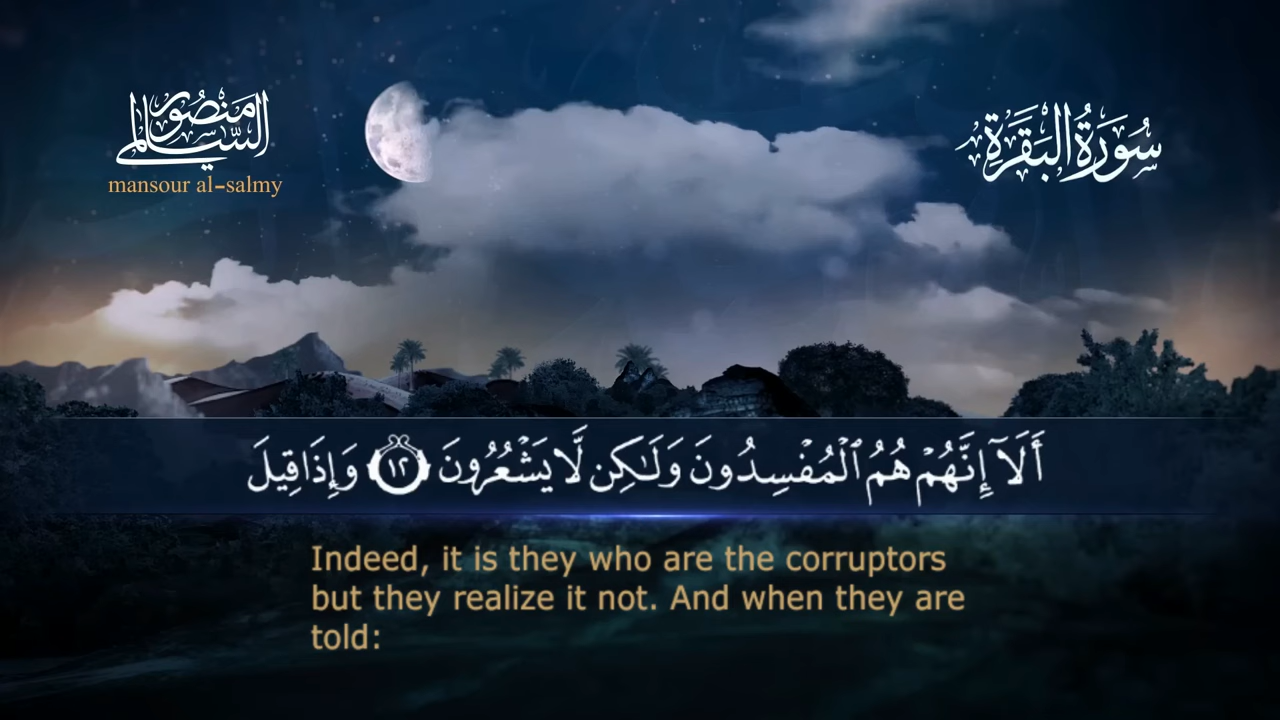 منصور السالمي
mansour al-salmy
سُورَةُ البَقَرَةِ
أَلَآ إِنَّهُمۡ هُمُ ٱلۡمُفۡسِدُونَ وَلَٰكِن لَّا يَشۡعُرُونَ ١٢ وَإِذَا قِيلَ
Indeed, it is they who are the corruptors
but they realize it not. And when they are
told: